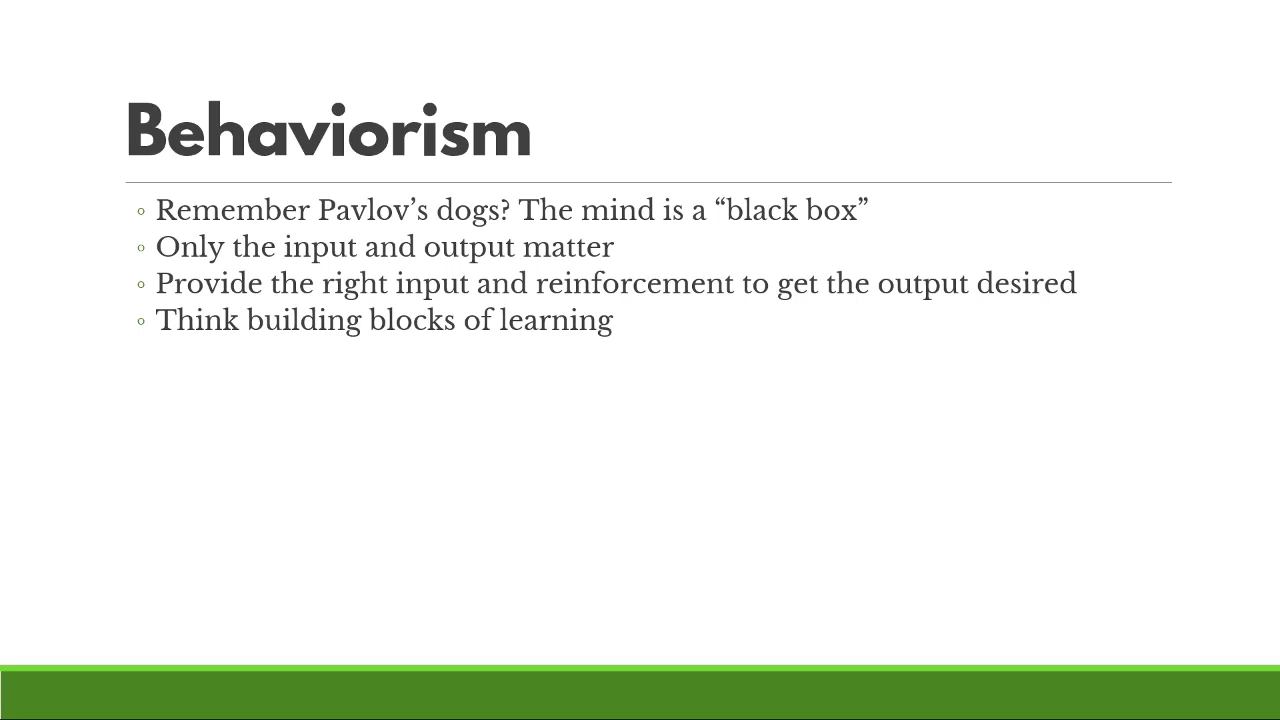 Behaviorism
◦ Remember Pavlov’s dogs? The mind is a “black box”
◦ Only the input and output matter
◦ Provide the right input and reinforcement to get the output desired
◦ Think building blocks of learning